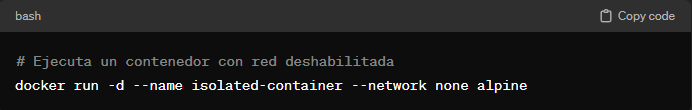 bash
Copy code
# Ejecuta un contenedor con red deshabilitada
docker run -d --name isolated-container --network none alpine